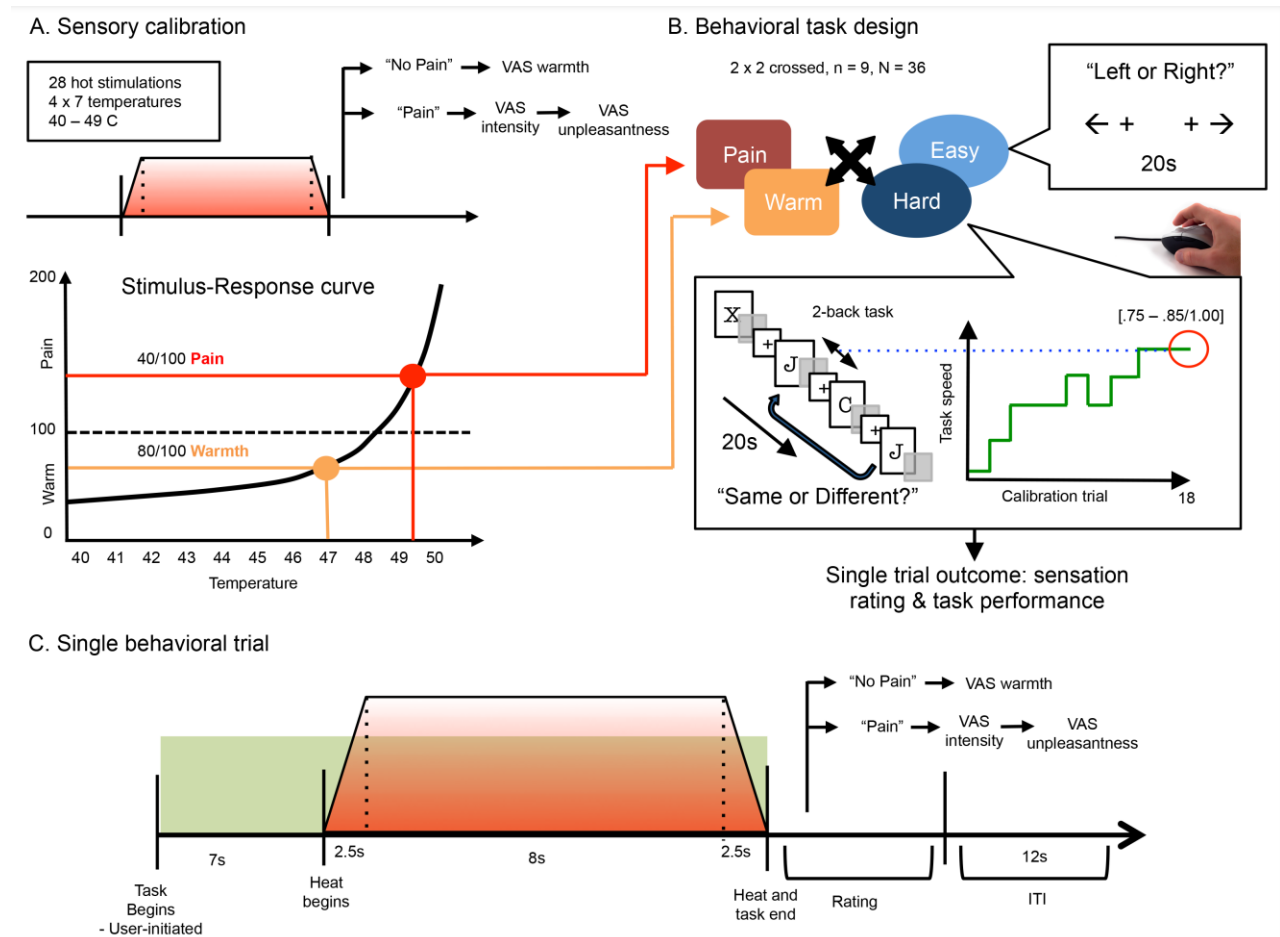 A. Sensory calibration
28 hot stimulations
4 x 7 temperatures
40 – 49 C
“No Pain”
VAS warmth
“Pain”
VAS
intensity
VAS
unpleasantness
Stimulus-Response curve
200
Pain
40/100 Pain
100
80/100 Warmth
Warm
0
40 41 42 43 44 45 46 47 48 49 50
Temperature
B. Behavioral task design
2 x 2 crossed, n = 9, N = 36
Pain
Warm
Easy
Hard
“Left or Right?”
← + + →
20s
X
+
J
+
C
+
J
2-back task
20s
“Same or Different?”
[.75 – .85/1.00]
Task speed
Calibration trial
18
Single trial outcome: sensation
rating & task performance
C. Single behavioral trial
“No Pain”
VAS warmth
“Pain”
VAS
intensity
VAS
unpleasantness
7s
2.5s
8s
2.5s
12s
Task
Begins
- User-initiated
Heat
begins
Heat and
task end
Rating
ITI